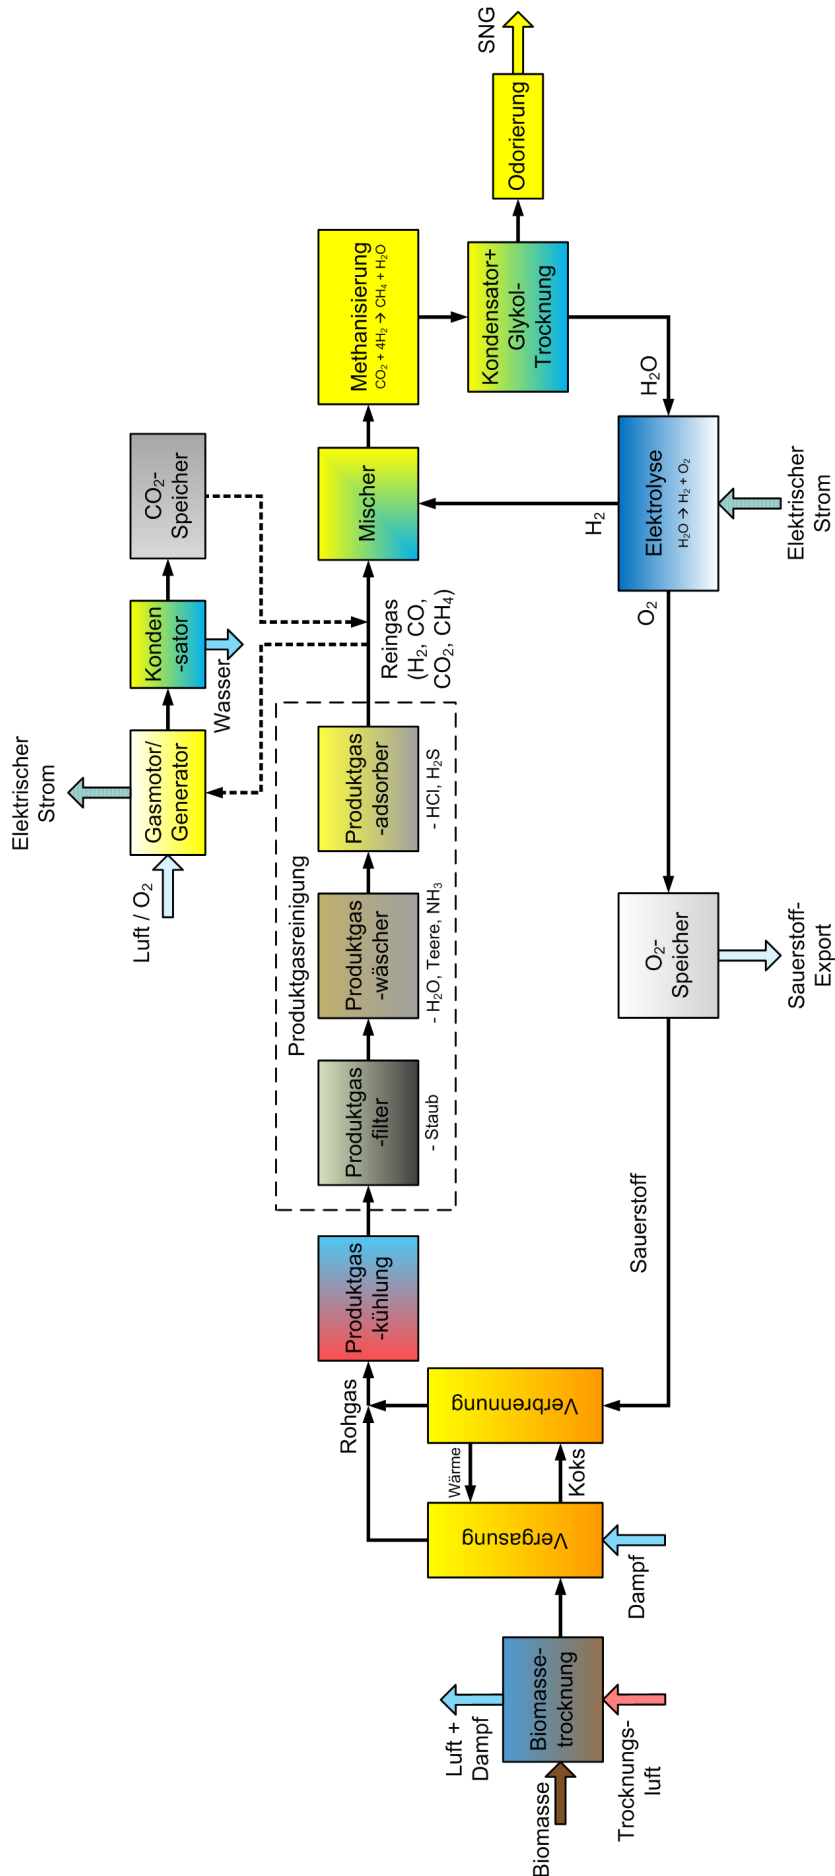 Biomasse
Luft +
Dampf
Biomasse-
trocknung
Trocknungs-
luft
Vergasung
Dampf
Wärme
Koks
Verbrennung
Rohgas
Produktgas
-kühlung
Sauerstoff
Produktgasreinigung
Produktgas
-filter
- Staub
Produktgas
-wäscher
- H₂O, Teere, NH₃
Produktgas
-adsorber
- HCl, H₂S
Reingas
(H₂, CO,
CO₂, CH₄)
Luft / O₂
Elektrischer
Strom
Gasmotor/
Generator
Konden
-sator
Wasser
CO₂-
Speicher
Mischer
Methanisierung
CO₂ + 4H₂ → CH₄ + H₂O
Kondensator+
Glykol-
Trocknung
Odorierung
SNG
H₂O
H₂
Elektrolyse
H₂O → H₂ + O₂
O₂
Elektrischer
Strom
O₂-
Speicher
Sauerstoff-
Export